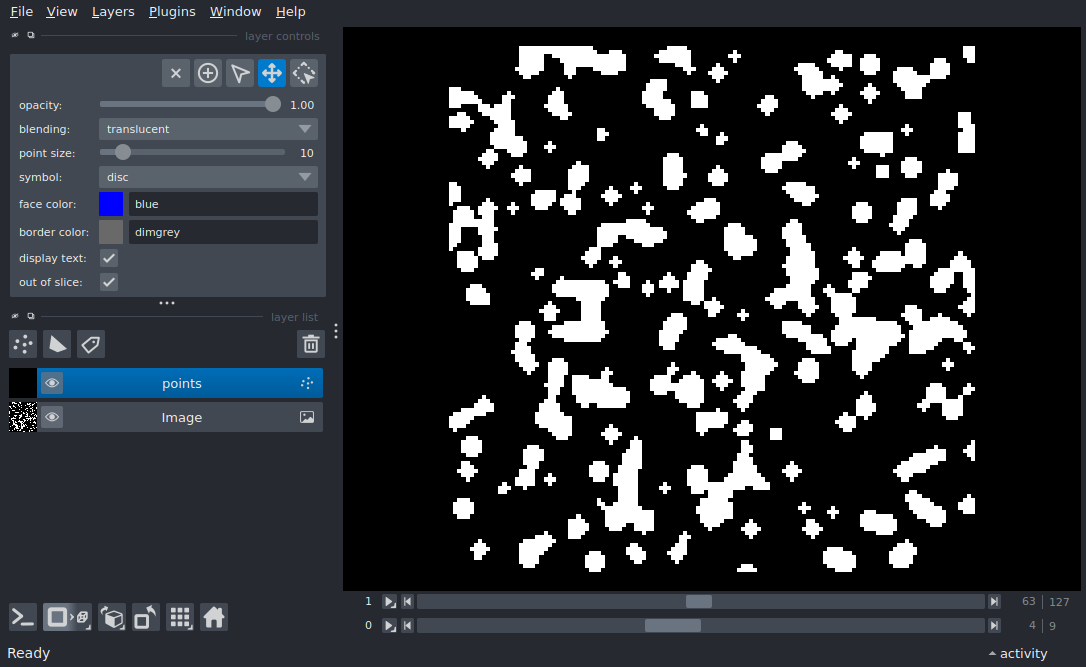 File View Layers Plugins Window Help
layer controls
opacity: 1.00
blending: translucent
point size: 10
symbol: disc
face color: blue
border color: dimgrey
display text:
out of slice:
layer list
points
Image
1 63 127
0 4 9
Ready activity